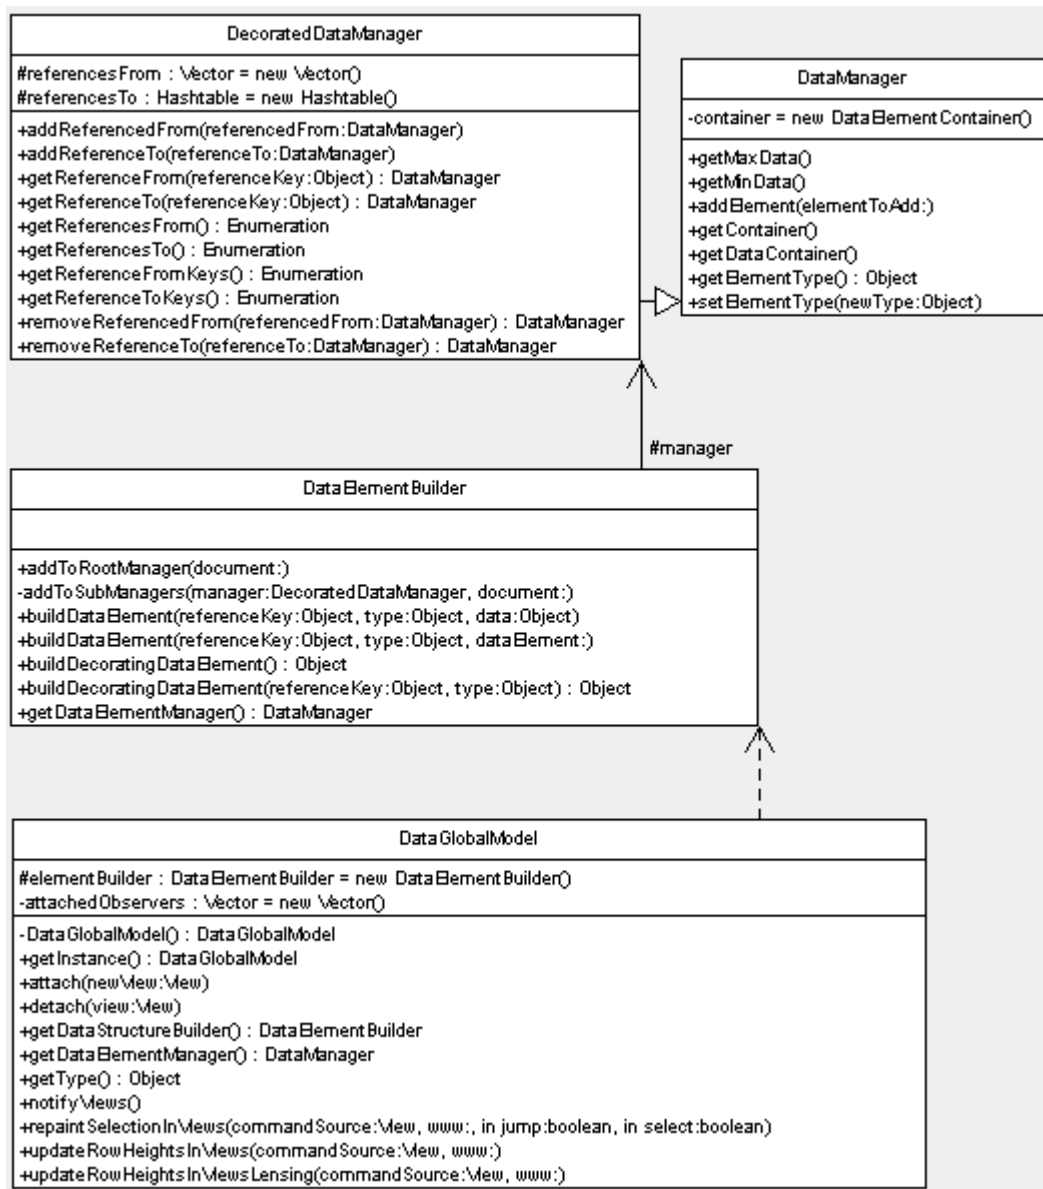 DecoratedDataManager
#referencesFrom : Vector = new Vector()
#referencesTo : Hashtable = new Hashtable()
+addReferencedFrom(referencedFrom:DataManager)
+addReferenceTo(referenceTo:DataManager)
+getReferenceFrom(referenceKey:Object) : DataManager
+getReferenceTo(referenceKey:Object) : DataManager
+getReferencesFrom() : Enumeration
+getReferencesTo() : Enumeration
+getReferenceFromKeys() : Enumeration
+getReferenceToKeys() : Enumeration
+removeReferencedFrom(referencedFrom:DataManager) : DataManager
+removeReferenceTo(referenceTo:DataManager) : DataManager
DataManager
-container = new DataElementContainer()
+getMaxData()
+getMinData()
+addElement(elementToAdd:)
+getContainer()
+getDataContainer()
+getElementType() : Object
+setElementType(newType:Object)
#manager
DataElementBuilder
+addToRootManager(document:)
-addToSubManagers(manager:DecoratedDataManager, document:)
+buildDataElement(referenceKey:Object, type:Object, data:Object)
+buildDataElement(referenceKey:Object, type:Object, dataElement:)
+buildDecoratingDataElement() : Object
+buildDecoratingDataElement(referenceKey:Object, type:Object) : Object
+getDataElementManager() : DataManager
DataGlobalModel
#elementBuilder : DataElementBuilder = new DataElementBuilder()
-attachedObservers : Vector = new Vector()
-DataGlobalModel() : DataGlobalModel
+getInstance() : DataGlobalModel
+attach(newView:View)
+detach(view:View)
+getDataStructureBuilder() : DataElementBuilder
+getDataElementManager() : DataManager
+getType() : Object
+notifyViews()
+repaintSelectionInViews(commandSource:View, www:, in jump:boolean, in select:boolean)
+updateRowHeightsInViews(commandSource:View, www:)
+updateRowHeightsInViewsLensing(commandSource:View, www:)